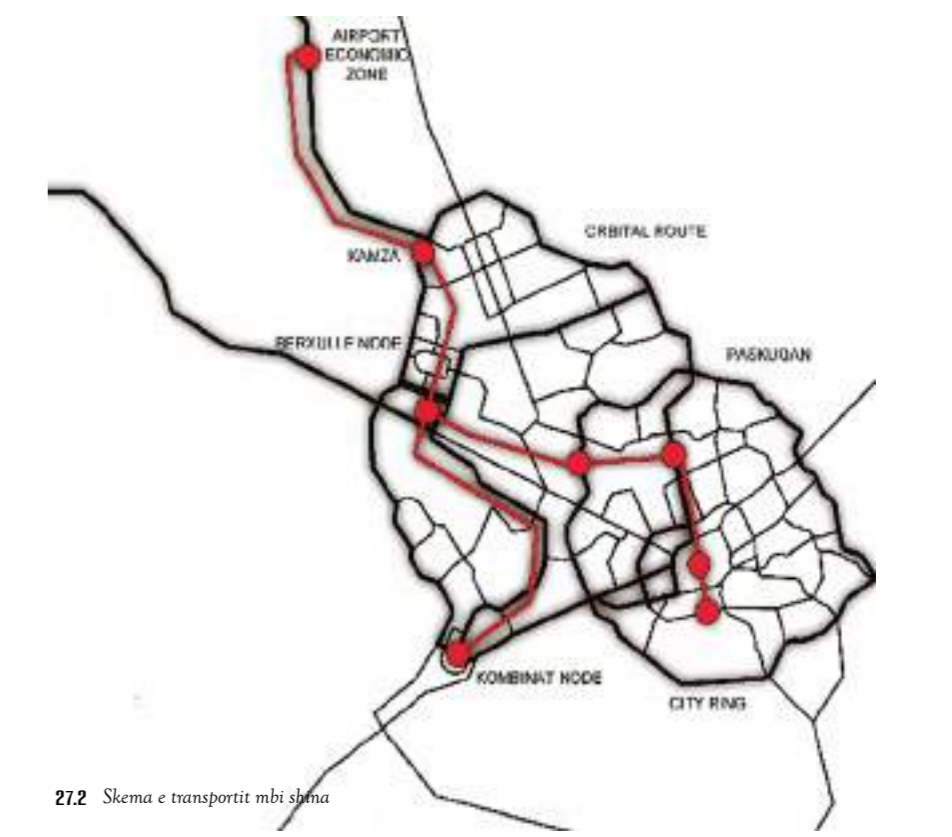 AIRPORT
ECONOMIC
ZONE
ORBITAL ROUTE
KAMZA
BERXULLE NODE
PASKUQAN
KOMBINAT NODE
CITY RING
27.2 Skema e transportit mbi shina